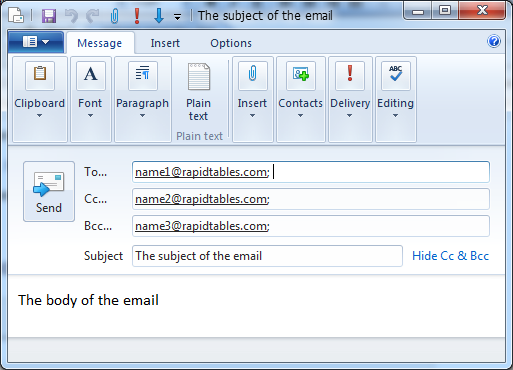 The subject of the email
Message Insert Options
Clipboard Font Paragraph Plain text Insert Contacts Delivery Editing
ABC
Plain text
Send
To... name1@rapidtables.com;
Cc... name2@rapidtables.com;
Bcc... name3@rapidtables.com;
Subject The subject of the email Hide Cc & Bcc
The body of the email